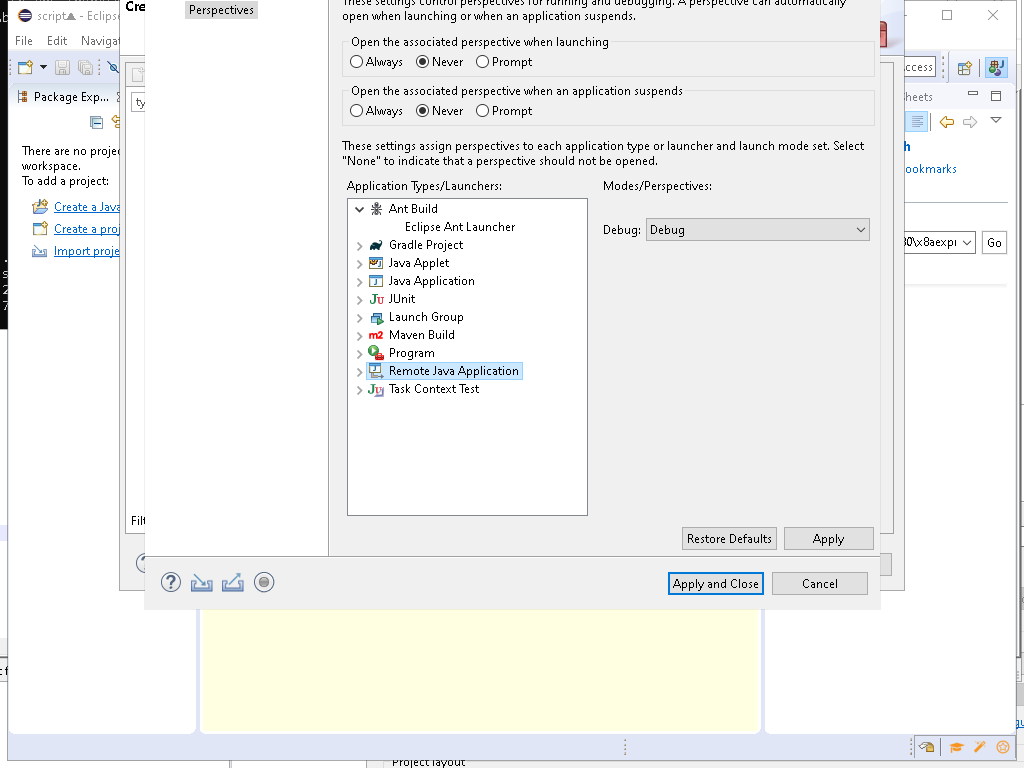 script▲ - Eclips
Cre
Perspectives
These settings control perspectives for running and debugging. A perspective can automatically
open when launching or when an application suspends.
File Edit Navigat
Open the associated perspective when launching
Always Never Prompt
ccess
Package Exp...
Open the associated perspective when an application suspends
heets
ty
Always Never Prompt
There are no proje
workspace.
To add a project:
These settings assign perspectives to each application type or launcher and launch mode set. Select
"None" to indicate that a perspective should not be opened.
h
ookmarks
Application Types/Launchers:
Modes/Perspectives:
Create a Java
Create a proj
Import proje
Ant Build
Eclipse Ant Launcher
Gradle Project
Java Applet
Java Application
JUnit
Launch Group
Maven Build
Program
Remote Java Application
Task Context Test
Debug: Debug
30\x8aexpr
Go
Filt
Restore Defaults
Apply
Apply and Close
Cancel
Project layout